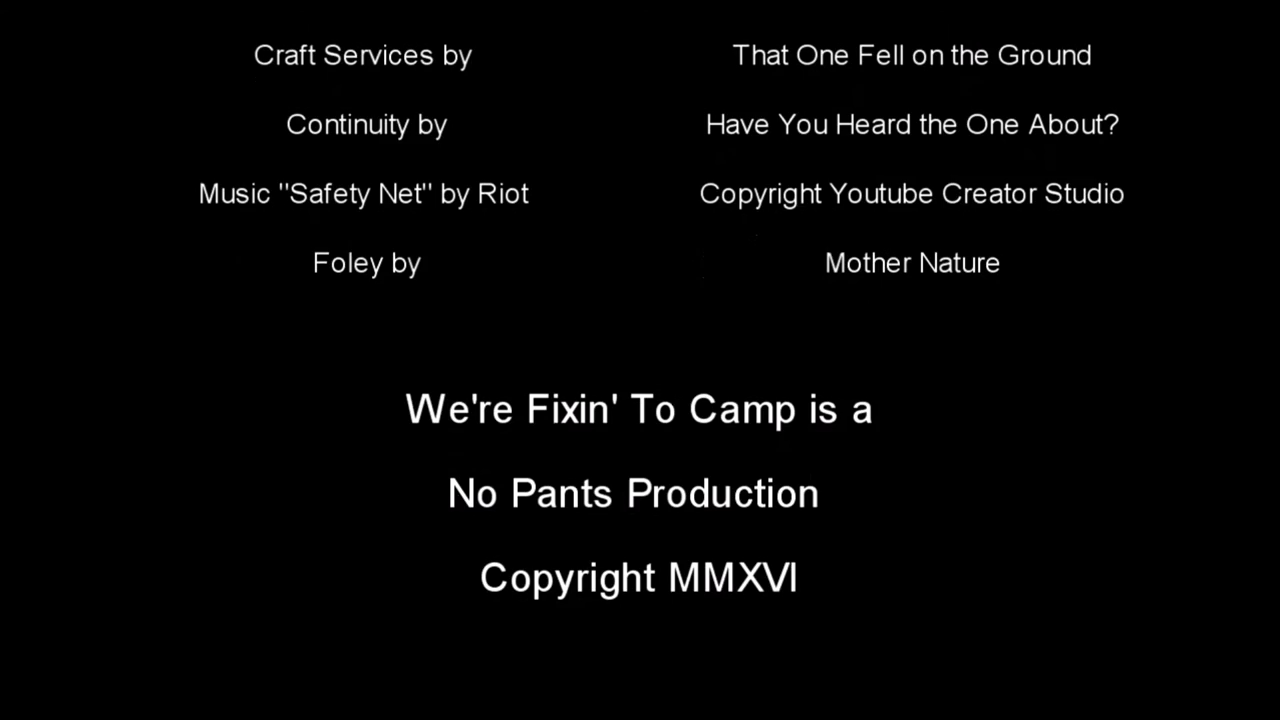 Craft Services by That One Fell on the Ground
Continuity by Have You Heard the One About?
Music "Safety Net" by Riot Copyright Youtube Creator Studio
Foley by Mother Nature
We're Fixin' To Camp is a
No Pants Production
Copyright MMXVI